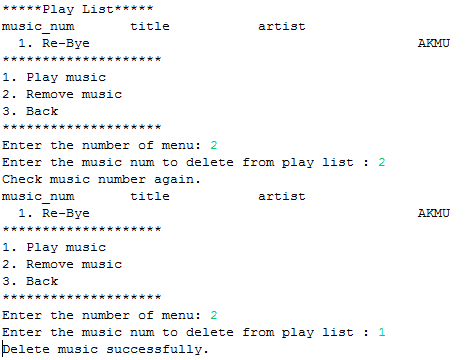 *****Play List*****
music_num       title           artist
  1. Re-Bye                                         AKMU
********************
1. Play music
2. Remove music
3. Back
********************
Enter the number of menu: 2
Enter the music num to delete from play list : 2
Check music number again.
music_num       title           artist
  1. Re-Bye                                         AKMU
********************
1. Play music
2. Remove music
3. Back
********************
Enter the number of menu: 2
Enter the music num to delete from play list : 1
Delete music successfully.